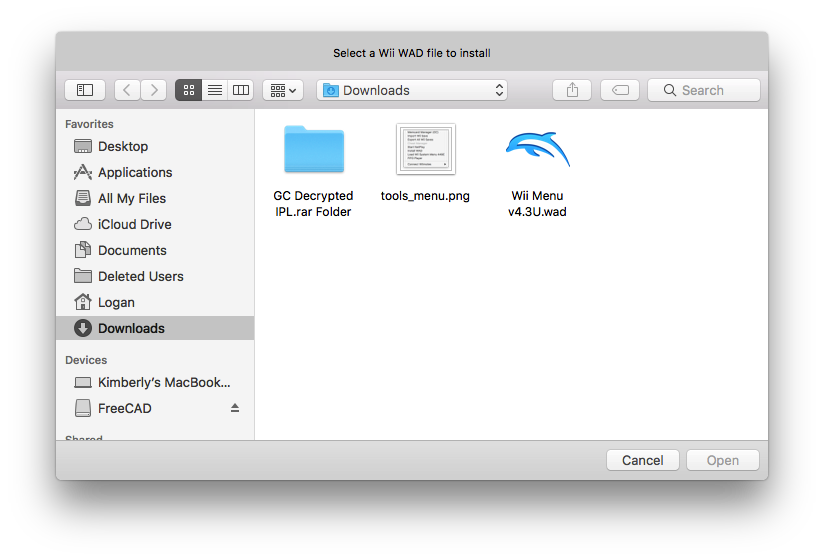 Select a Wii WAD file to install
Downloads
Search
Favorites
Desktop
Applications
All My Files
iCloud Drive
Documents
Deleted Users
Logan
Downloads
Devices
Kimberly's MacBook...
FreeCAD
Shared
GC Decrypted
IPL.rar Folder
tools_menu.png
Wii Menu
v4.3U.wad
Cancel
Open